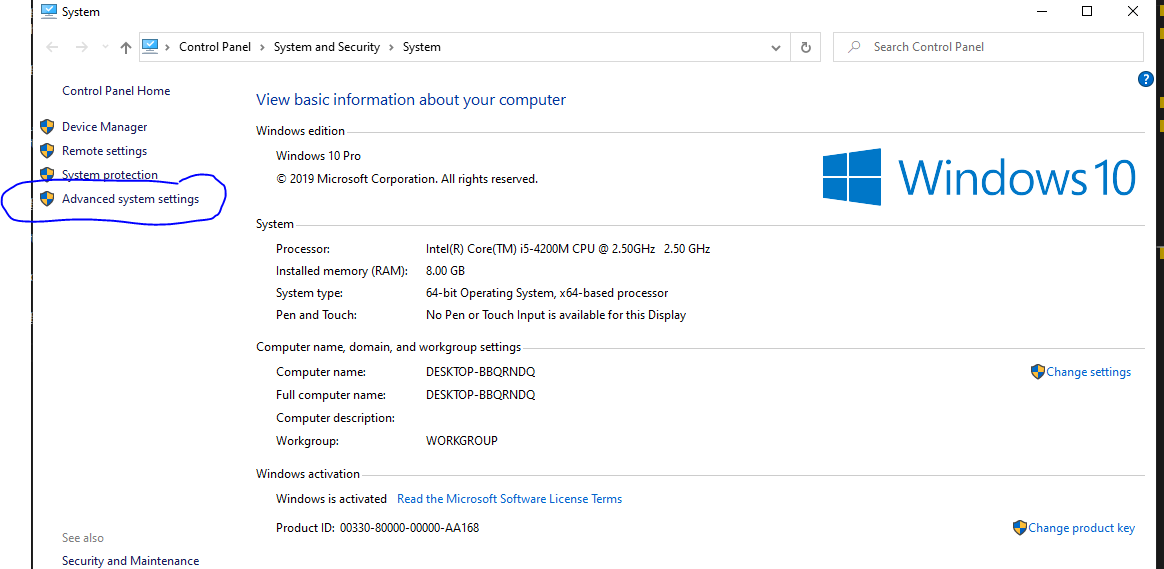 System
Control Panel > System and Security > System
Search Control Panel
?
Control Panel Home
Device Manager
Remote settings
System protection
Advanced system settings
View basic information about your computer
Windows edition
Windows 10 Pro
© 2019 Microsoft Corporation. All rights reserved.
Windows 10
System
Processor: Intel(R) Core(TM) i5-4200M CPU @ 2.50GHz 2.50 GHz
Installed memory (RAM): 8.00 GB
System type: 64-bit Operating System, x64-based processor
Pen and Touch: No Pen or Touch Input is available for this Display
Computer name, domain, and workgroup settings
Computer name: DESKTOP-BBQRNDQ
Change settings
Full computer name: DESKTOP-BBQRNDQ
Computer description:
Workgroup: WORKGROUP
Windows activation
Windows is activated Read the Microsoft Software License Terms
Product ID: 00330-80000-00000-AA168
Change product key
See also
Security and Maintenance